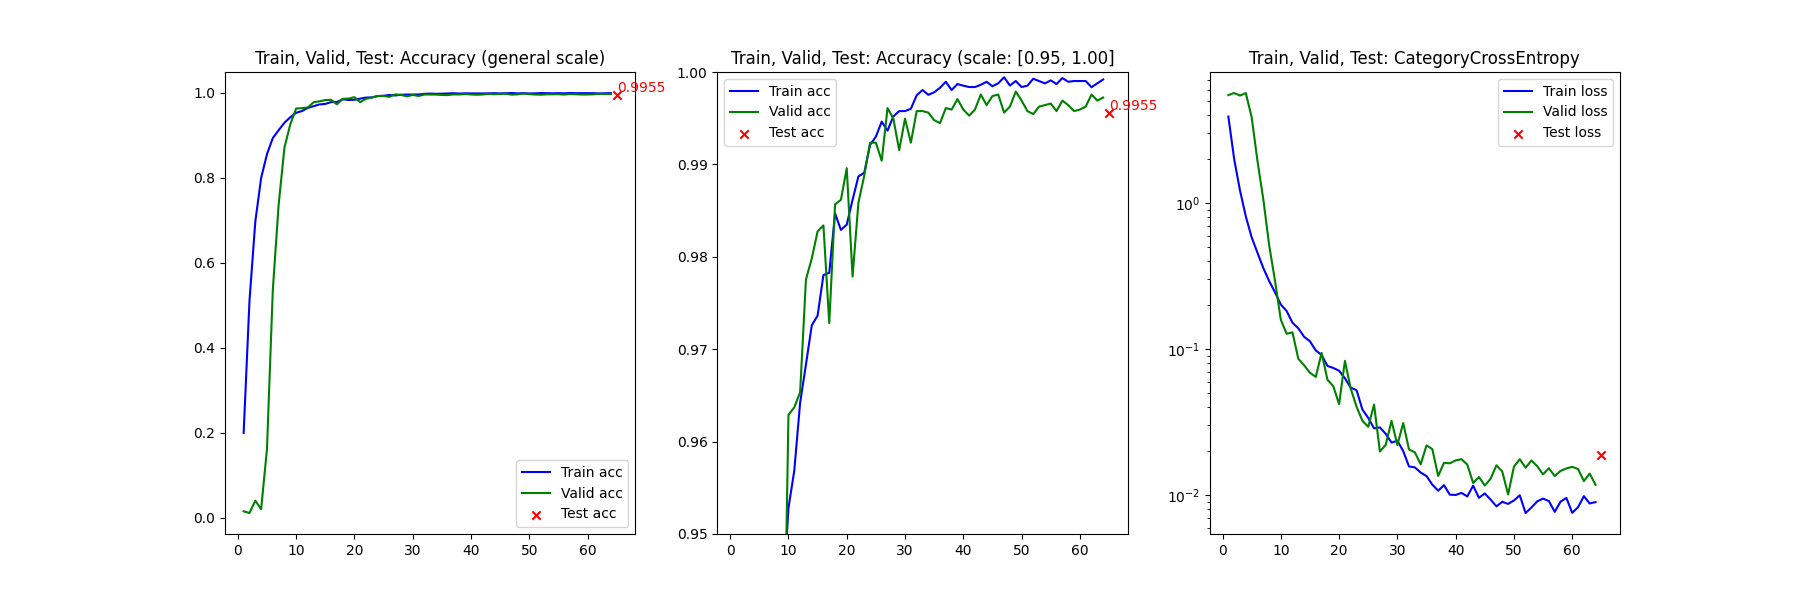 Train, Valid, Test: Accuracy (general scale)
1.0
0.8
0.6
0.4
0.2
0.0
0 10 20 30 40 50 60
0.9955
Train acc
Valid acc
Test acc
Train, Valid, Test: Accuracy (scale: [0.95, 1.00]
1.00
0.99
0.98
0.97
0.96
0.95
0 10 20 30 40 50 60
Train acc
Valid acc
Test acc
0.9955
Train, Valid, Test: CategoryCrossEntropy
10⁰
10⁻¹
10⁻²
0 10 20 30 40 50 60
Train loss
Valid loss
Test loss